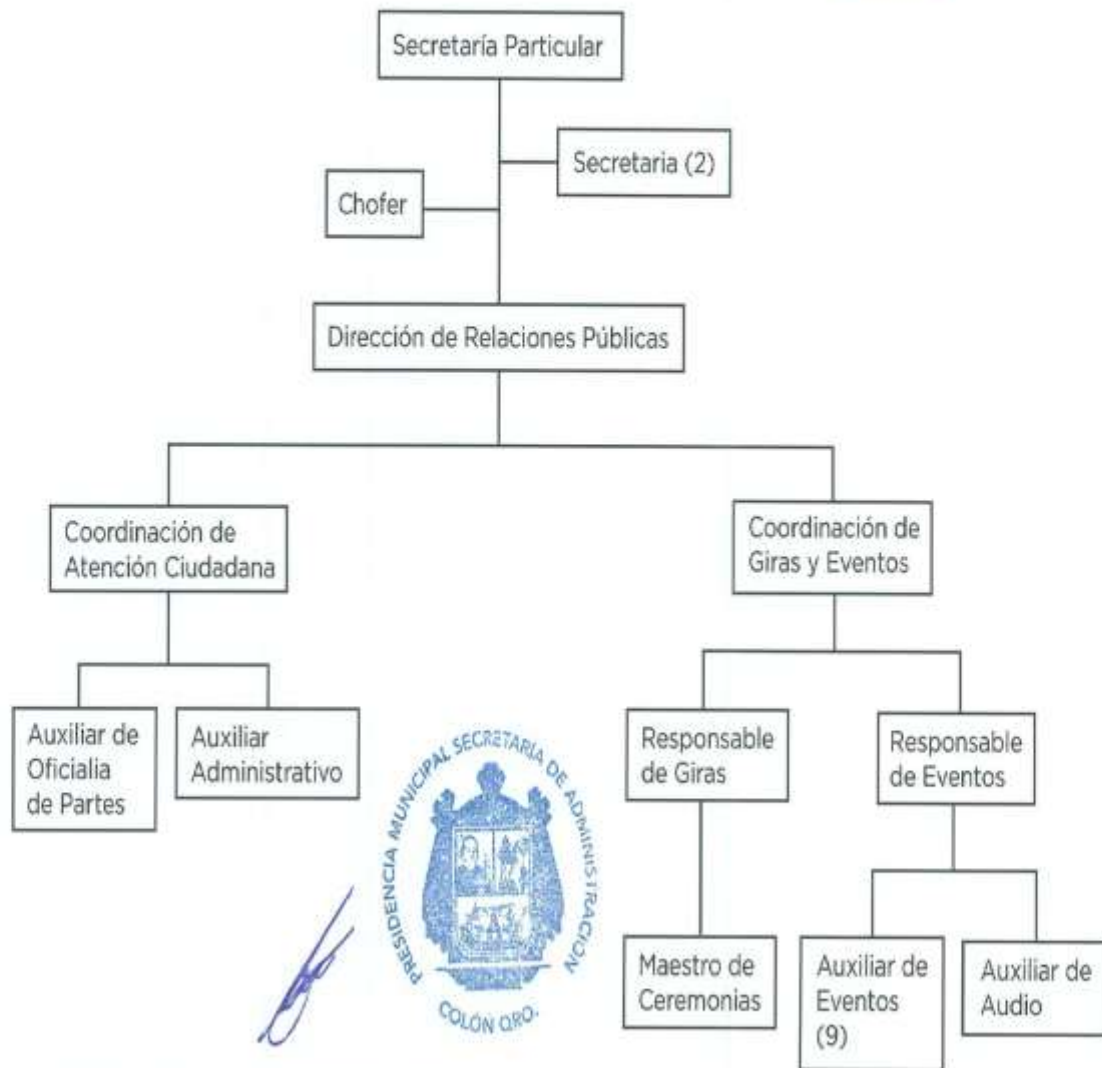 Secretaría Particular
Secretaria (2)
Chofer
Dirección de Relaciones Públicas
Coordinación de
Atención Ciudadana
Coordinación de
Giras y Eventos
Auxiliar de
Oficialia
de Partes
Auxiliar
Administrativo
Responsable
de Giras
Responsable
de Eventos
Maestro de
Ceremonias
Auxiliar de
Eventos
(9)
Auxiliar de
Audio
PRESIDENCIA MUNICIPAL SECRETARIA DE ADMINISTRACION
COLÓN QRO.